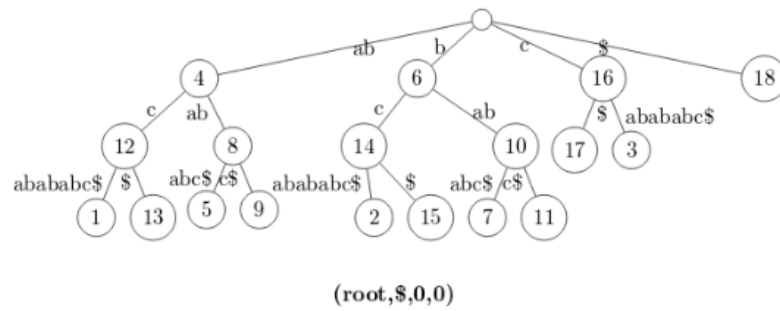 ab b c $
4 6 16 18
c ab c ab $ abababc$
12 8 14 10 17 3
abababc$ $ abc$ c$ abababc$ $ abc$ c$
1 13 5 9 2 15 7 11
(root,$,0,0)